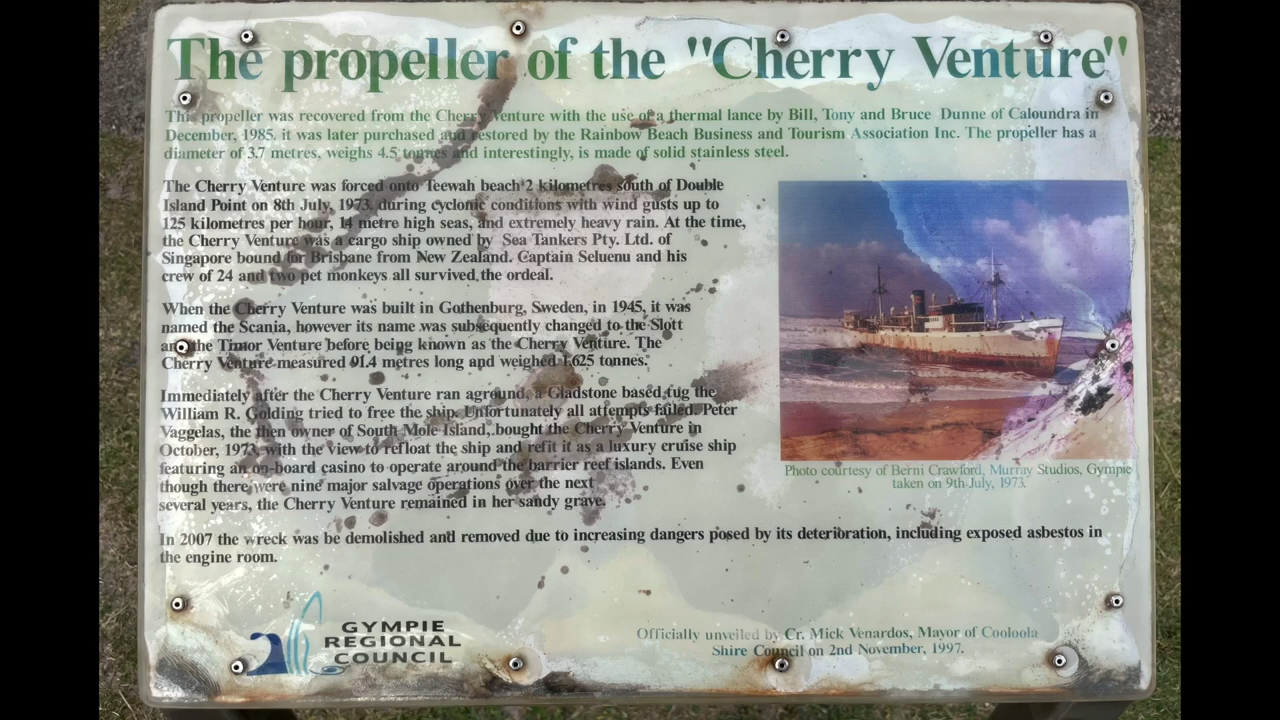 The propeller of the "Cherry Venture"
This propeller was recovered from the Cherry Venture with the use of a thermal lance by Bill, Tony and Bruce Dunne of Caloundra in
December, 1985. it was later purchased and restored by the Rainbow Beach Business and Tourism Association Inc. The propeller has a
diameter of 3.7 metres, weighs 4.5 tonnes and interestingly, is made of solid stainless steel.
The Cherry Venture was forced onto Teewah beach 2 kilometres south of Double
Island Point on 8th July, 1973, during cyclonic conditions with wind gusts up to
125 kilometres per hour, 14 metre high seas, and extremely heavy rain. At the time,
the Cherry Venture was a cargo ship owned by Sea Tankers Pty. Ltd. of
Singapore bound for Brisbane from New Zealand. Captain Seluenu and his
crew of 24 and two pet monkeys all survived the ordeal.
When the Cherry Venture was built in Gothenburg, Sweden, in 1945, it was
named the Scania, however its name was subsequently changed to the Slott
and the Timor Venture before being known as the Cherry Venture. The
Cherry Venture measured 91.4 metres long and weighed 1,625 tonnes.
Immediately after the Cherry Venture ran aground, a Gladstone based tug the
William R. Golding tried to free the ship. Unfortunately all attempts failed. Peter
Vaggelas, the then owner of South Mole Island, bought the Cherry Venture in
October, 1973, with the view to refloat the ship and refit it as a luxury cruise ship
featuring an on-board casino to operate around the barrier reef islands. Even
though there were nine major salvage operations over the next
several years, the Cherry Venture remained in her sandy grave.
In 2007 the wreck was be demolished and removed due to increasing dangers posed by its deterioration, including exposed asbestos in
the engine room.
Photo courtesy of Berni Crawford, Murray Studios, Gympie
taken on 9th July, 1973.
GYMPIE
REGIONAL
COUNCIL
Officially unveiled by Cr. Mick Venardos, Mayor of Cooloola
Shire Council on 2nd November, 1997.